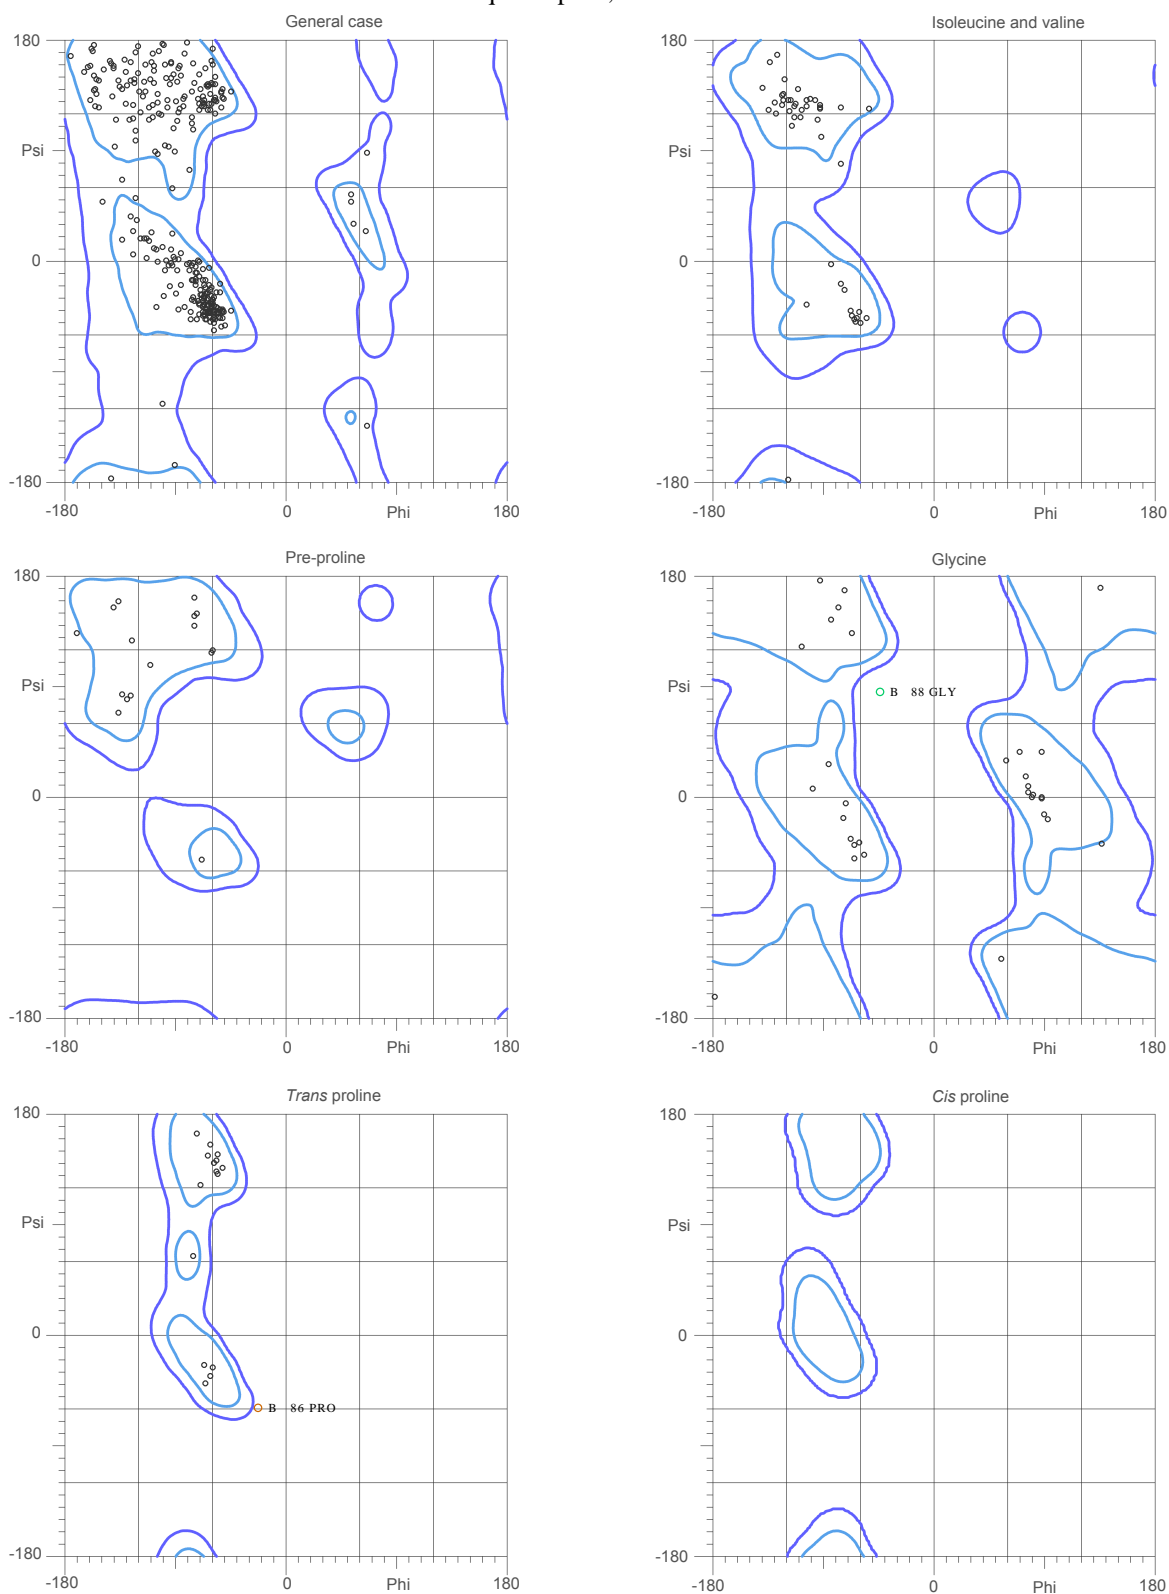 General case
Isoleucine and valine
180
180
Psi
Psi
0
0
-180
-180
-180
0
Phi
180
-180
0
Phi
180
Pre-proline
Glycine
180
180
Psi
Psi
B 88 GLY
0
0
-180
-180
-180
0
Phi
180
-180
0
Phi
180
Trans proline
Cis proline
180
180
Psi
Psi
0
0
B 86 PRO
-180
-180
-180
0
Phi
180
-180
0
Phi
180